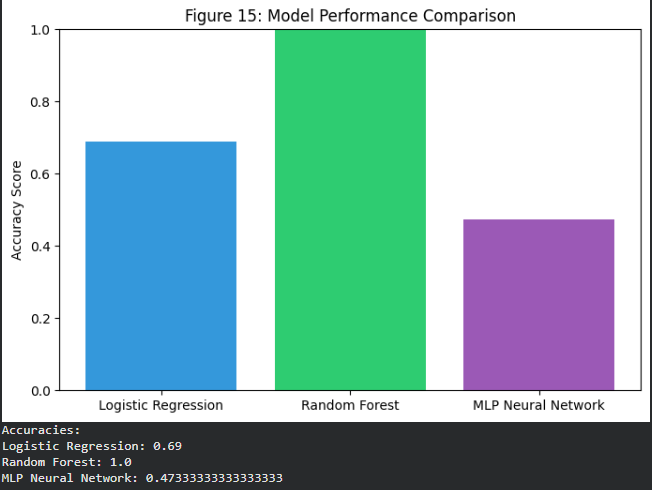 Figure 15: Model Performance Comparison
1.0
0.8
0.6
0.4
0.2
0.0
Accuracy Score
Logistic Regression
Random Forest
MLP Neural Network
Accuracies:
Logistic Regression: 0.69
Random Forest: 1.0
MLP Neural Network: 0.47333333333333333